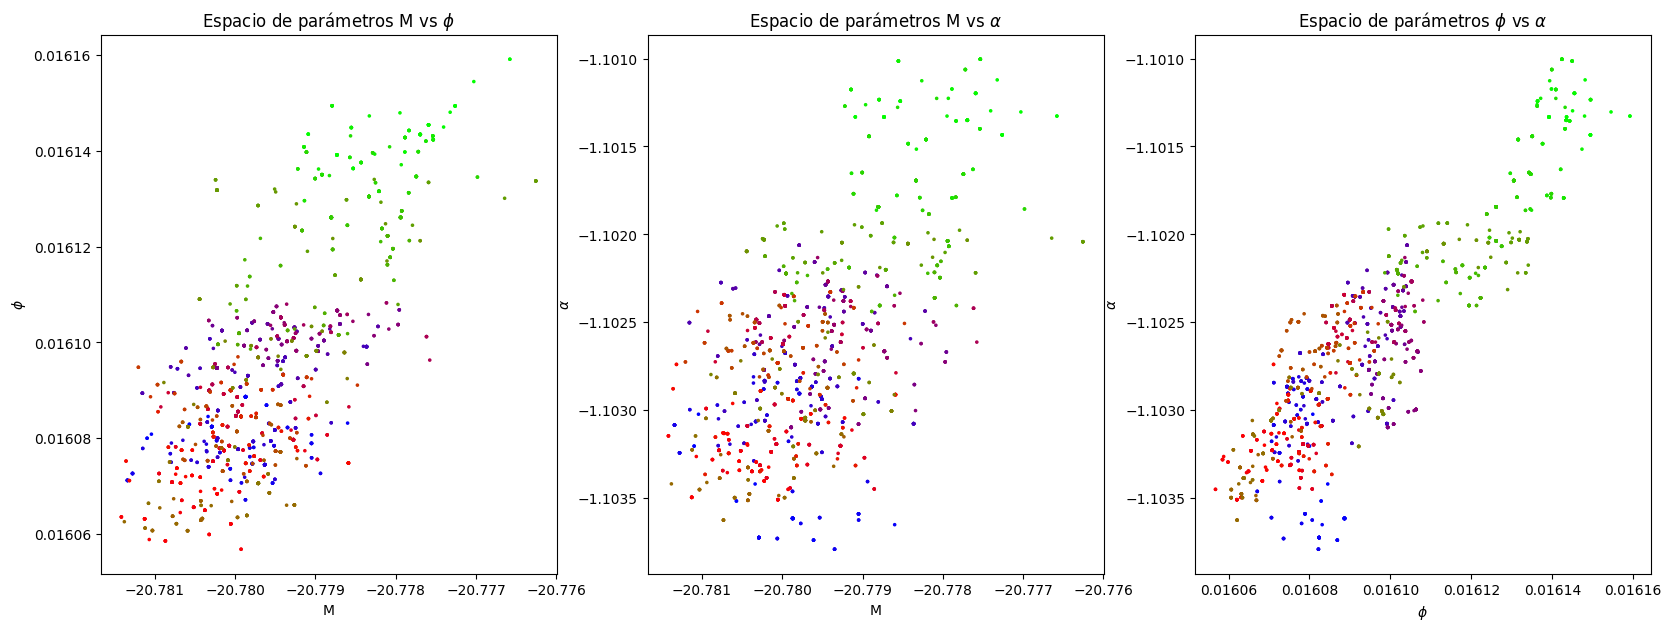 Espacio de parámetros M vs ϕ
0.01616
0.01614
0.01612
0.01610
0.01608
0.01606
ϕ
−20.781 −20.780 −20.779 −20.778 −20.777 −20.776
M
Espacio de parámetros M vs α
−1.1010
−1.1015
−1.1020
−1.1025
−1.1030
−1.1035
α
−20.781 −20.780 −20.779 −20.778 −20.777 −20.776
M
Espacio de parámetros ϕ vs α
−1.1010
−1.1015
−1.1020
−1.1025
−1.1030
−1.1035
α
0.01606 0.01608 0.01610 0.01612 0.01614 0.01616
ϕ